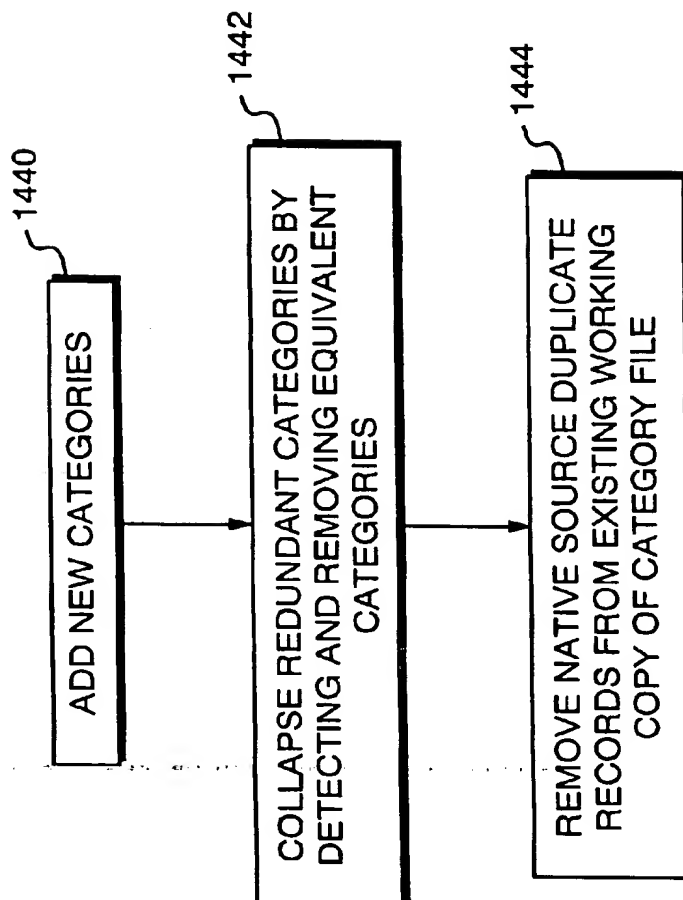 1440
ADD NEW CATEGORIES
1442
COLLAPSE REDUNDANT CATEGORIES BY
DETECTING AND REMOVING EQUIVALENT
CATEGORIES
1444
REMOVE NATIVE SOURCE DUPLICATE
RECORDS FROM EXISTING WORKING
COPY OF CATEGORY FILE